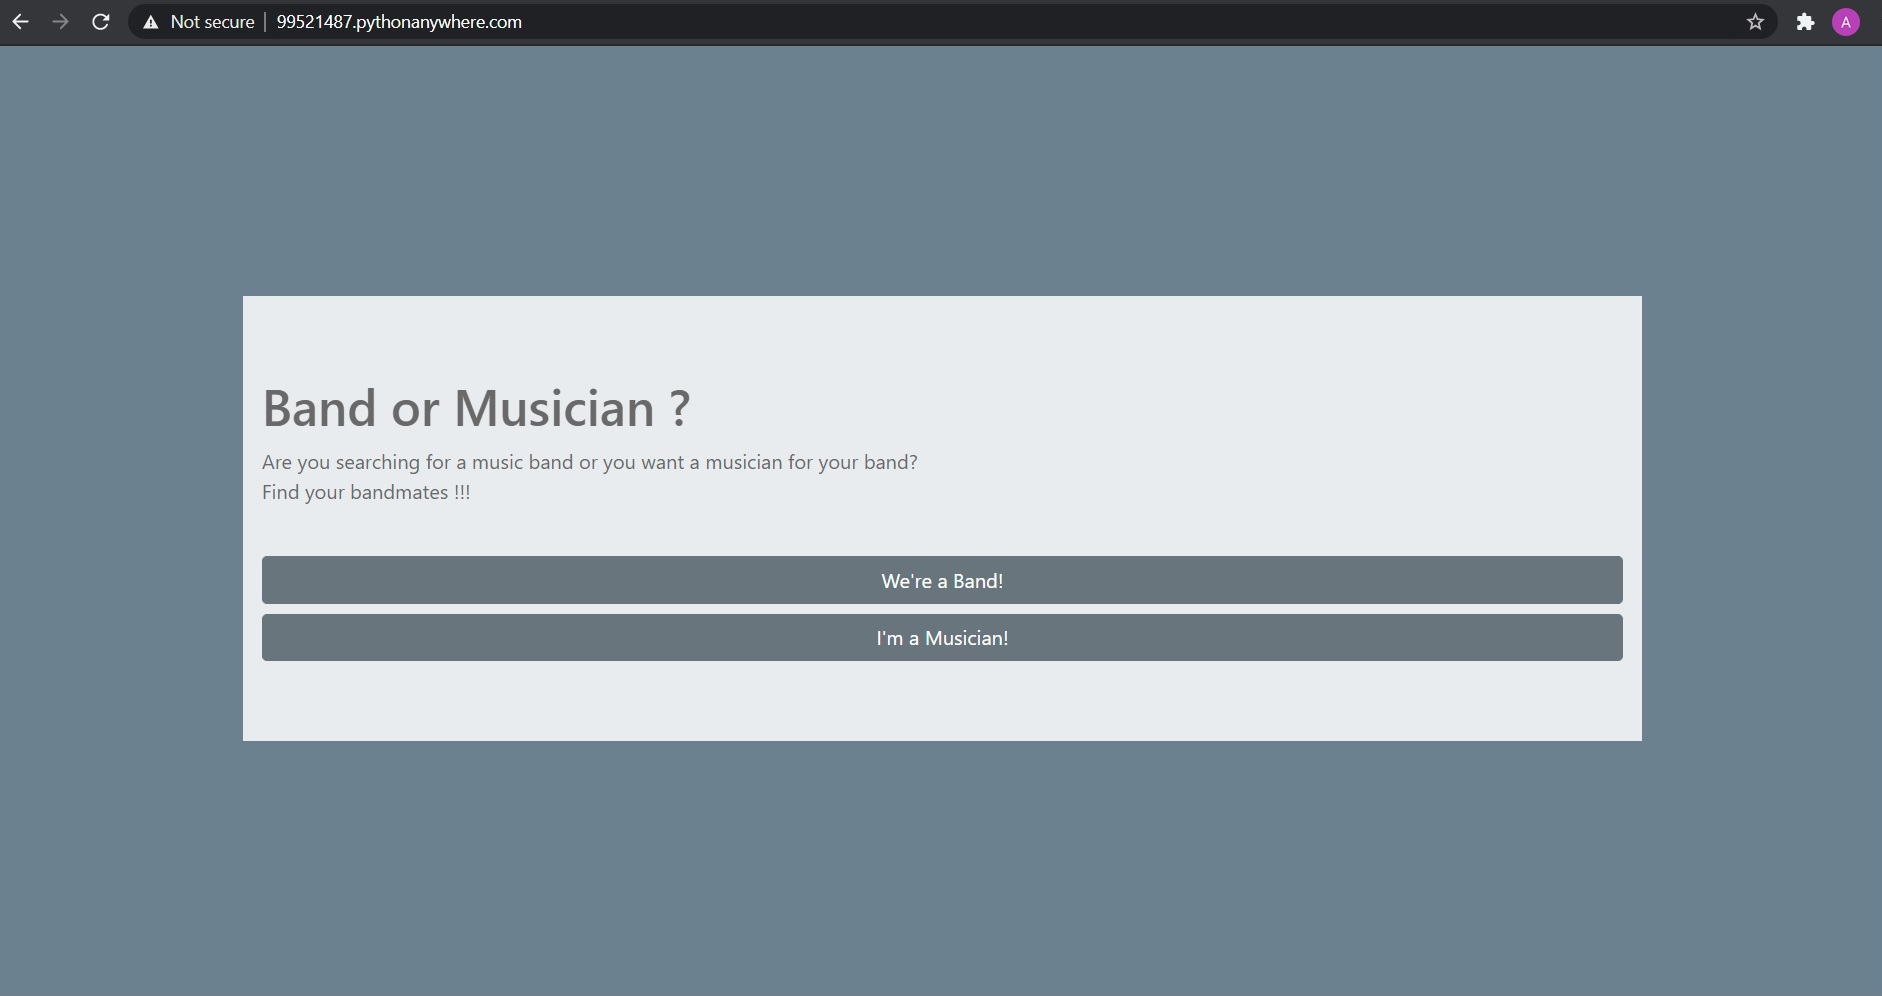 Not secure | 99521487.pythonanywhere.com
A
Band or Musician ?
Are you searching for a music band or you want a musician for your band?
Find your bandmates !!!
We're a Band!
I'm a Musician!